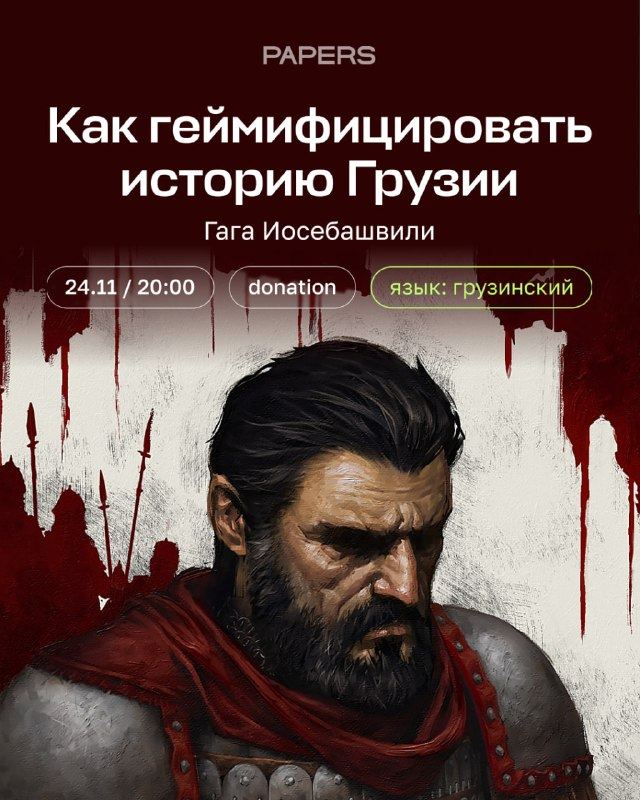 PAPERS
Как геймифицировать
историю Грузии
Гага Иосебашвили
24.11 / 20:00 donation язык: грузинский